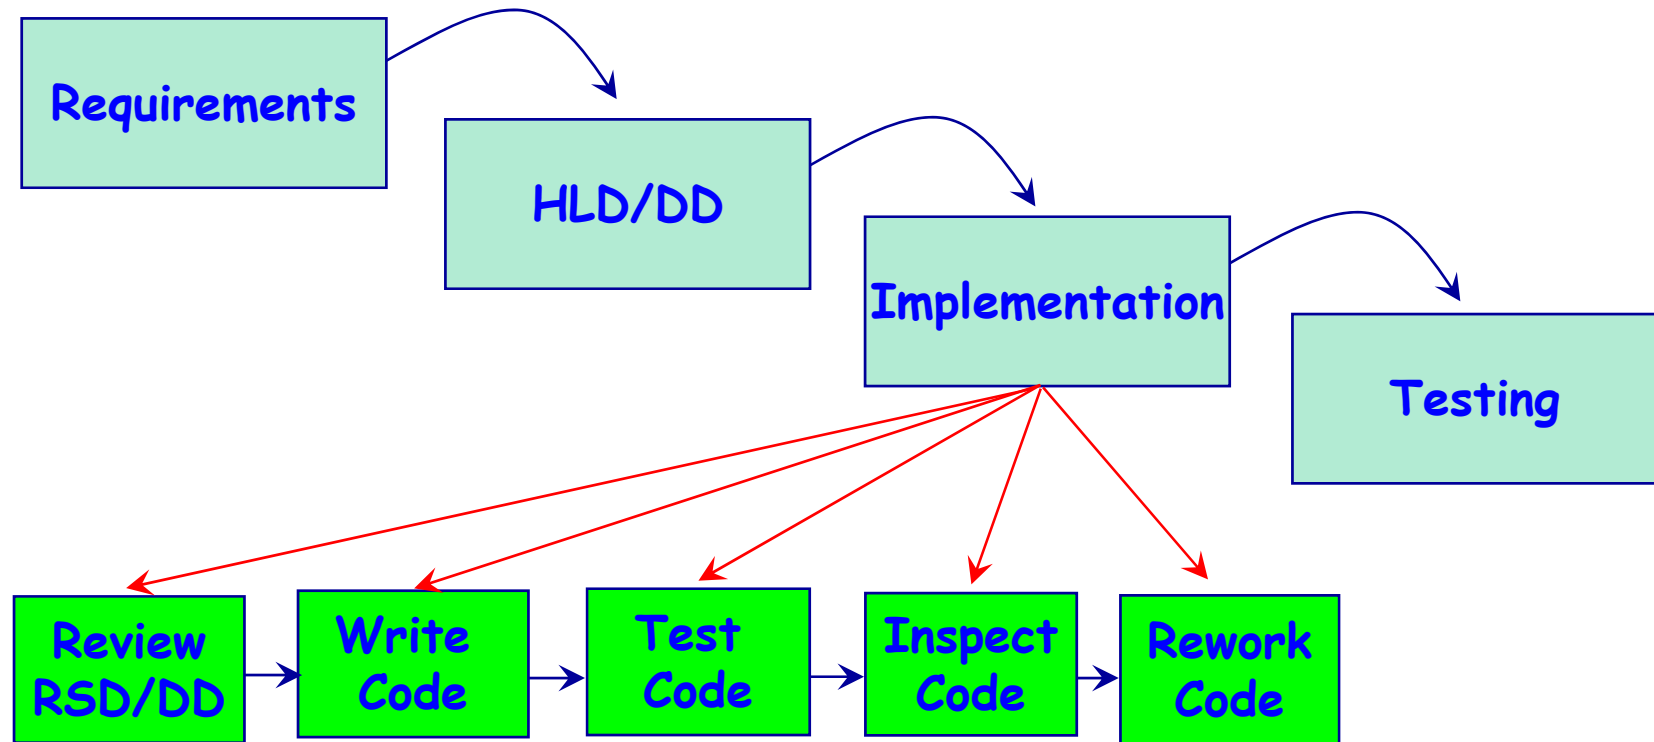 Requirements
HLD/DD
Implementation
Testing
Review
RSD/DD
Write
Code
Test
Code
Inspect
Code
Rework
Code